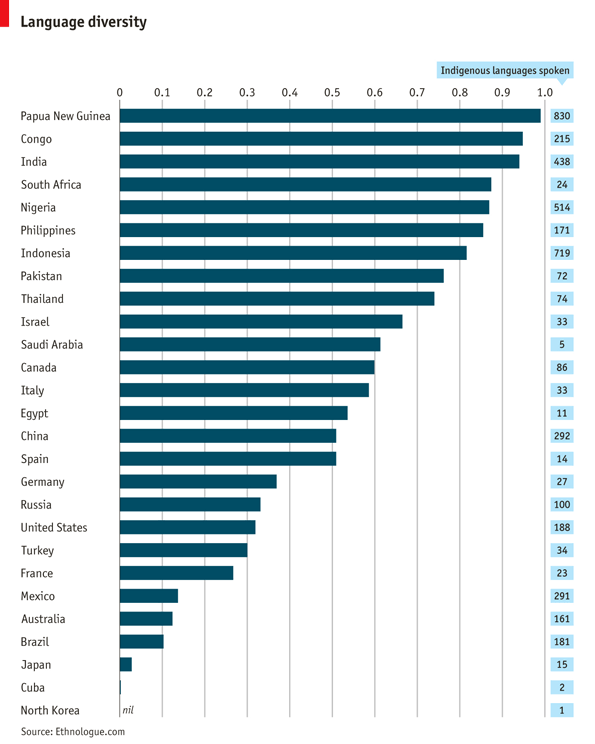 Language diversity
Indigenous languages spoken
0 0.1 0.2 0.3 0.4 0.5 0.6 0.7 0.8 0.9 1.0
Papua New Guinea 830
Congo 215
India 438
South Africa 24
Nigeria 514
Philippines 171
Indonesia 719
Pakistan 72
Thailand 74
Israel 33
Saudi Arabia 5
Canada 86
Italy 33
Egypt 11
China 292
Spain 14
Germany 27
Russia 100
United States 188
Turkey 34
France 23
Mexico 291
Australia 161
Brazil 181
Japan 15
Cuba 2
North Korea nil 1
Source: Ethnologue.com